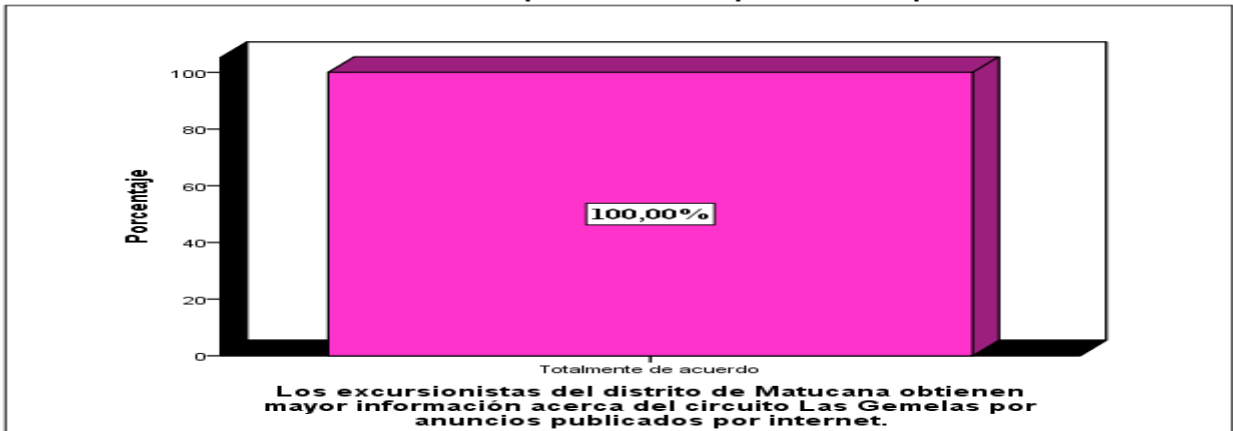 100
80
60
40
20
0
Porcentaje
100,00%
Totalmente de acuerdo
Los excursionistas del distrito de Matucana obtienen
mayor información acerca del circuito Las Gemelas por
anuncios publicados por internet.